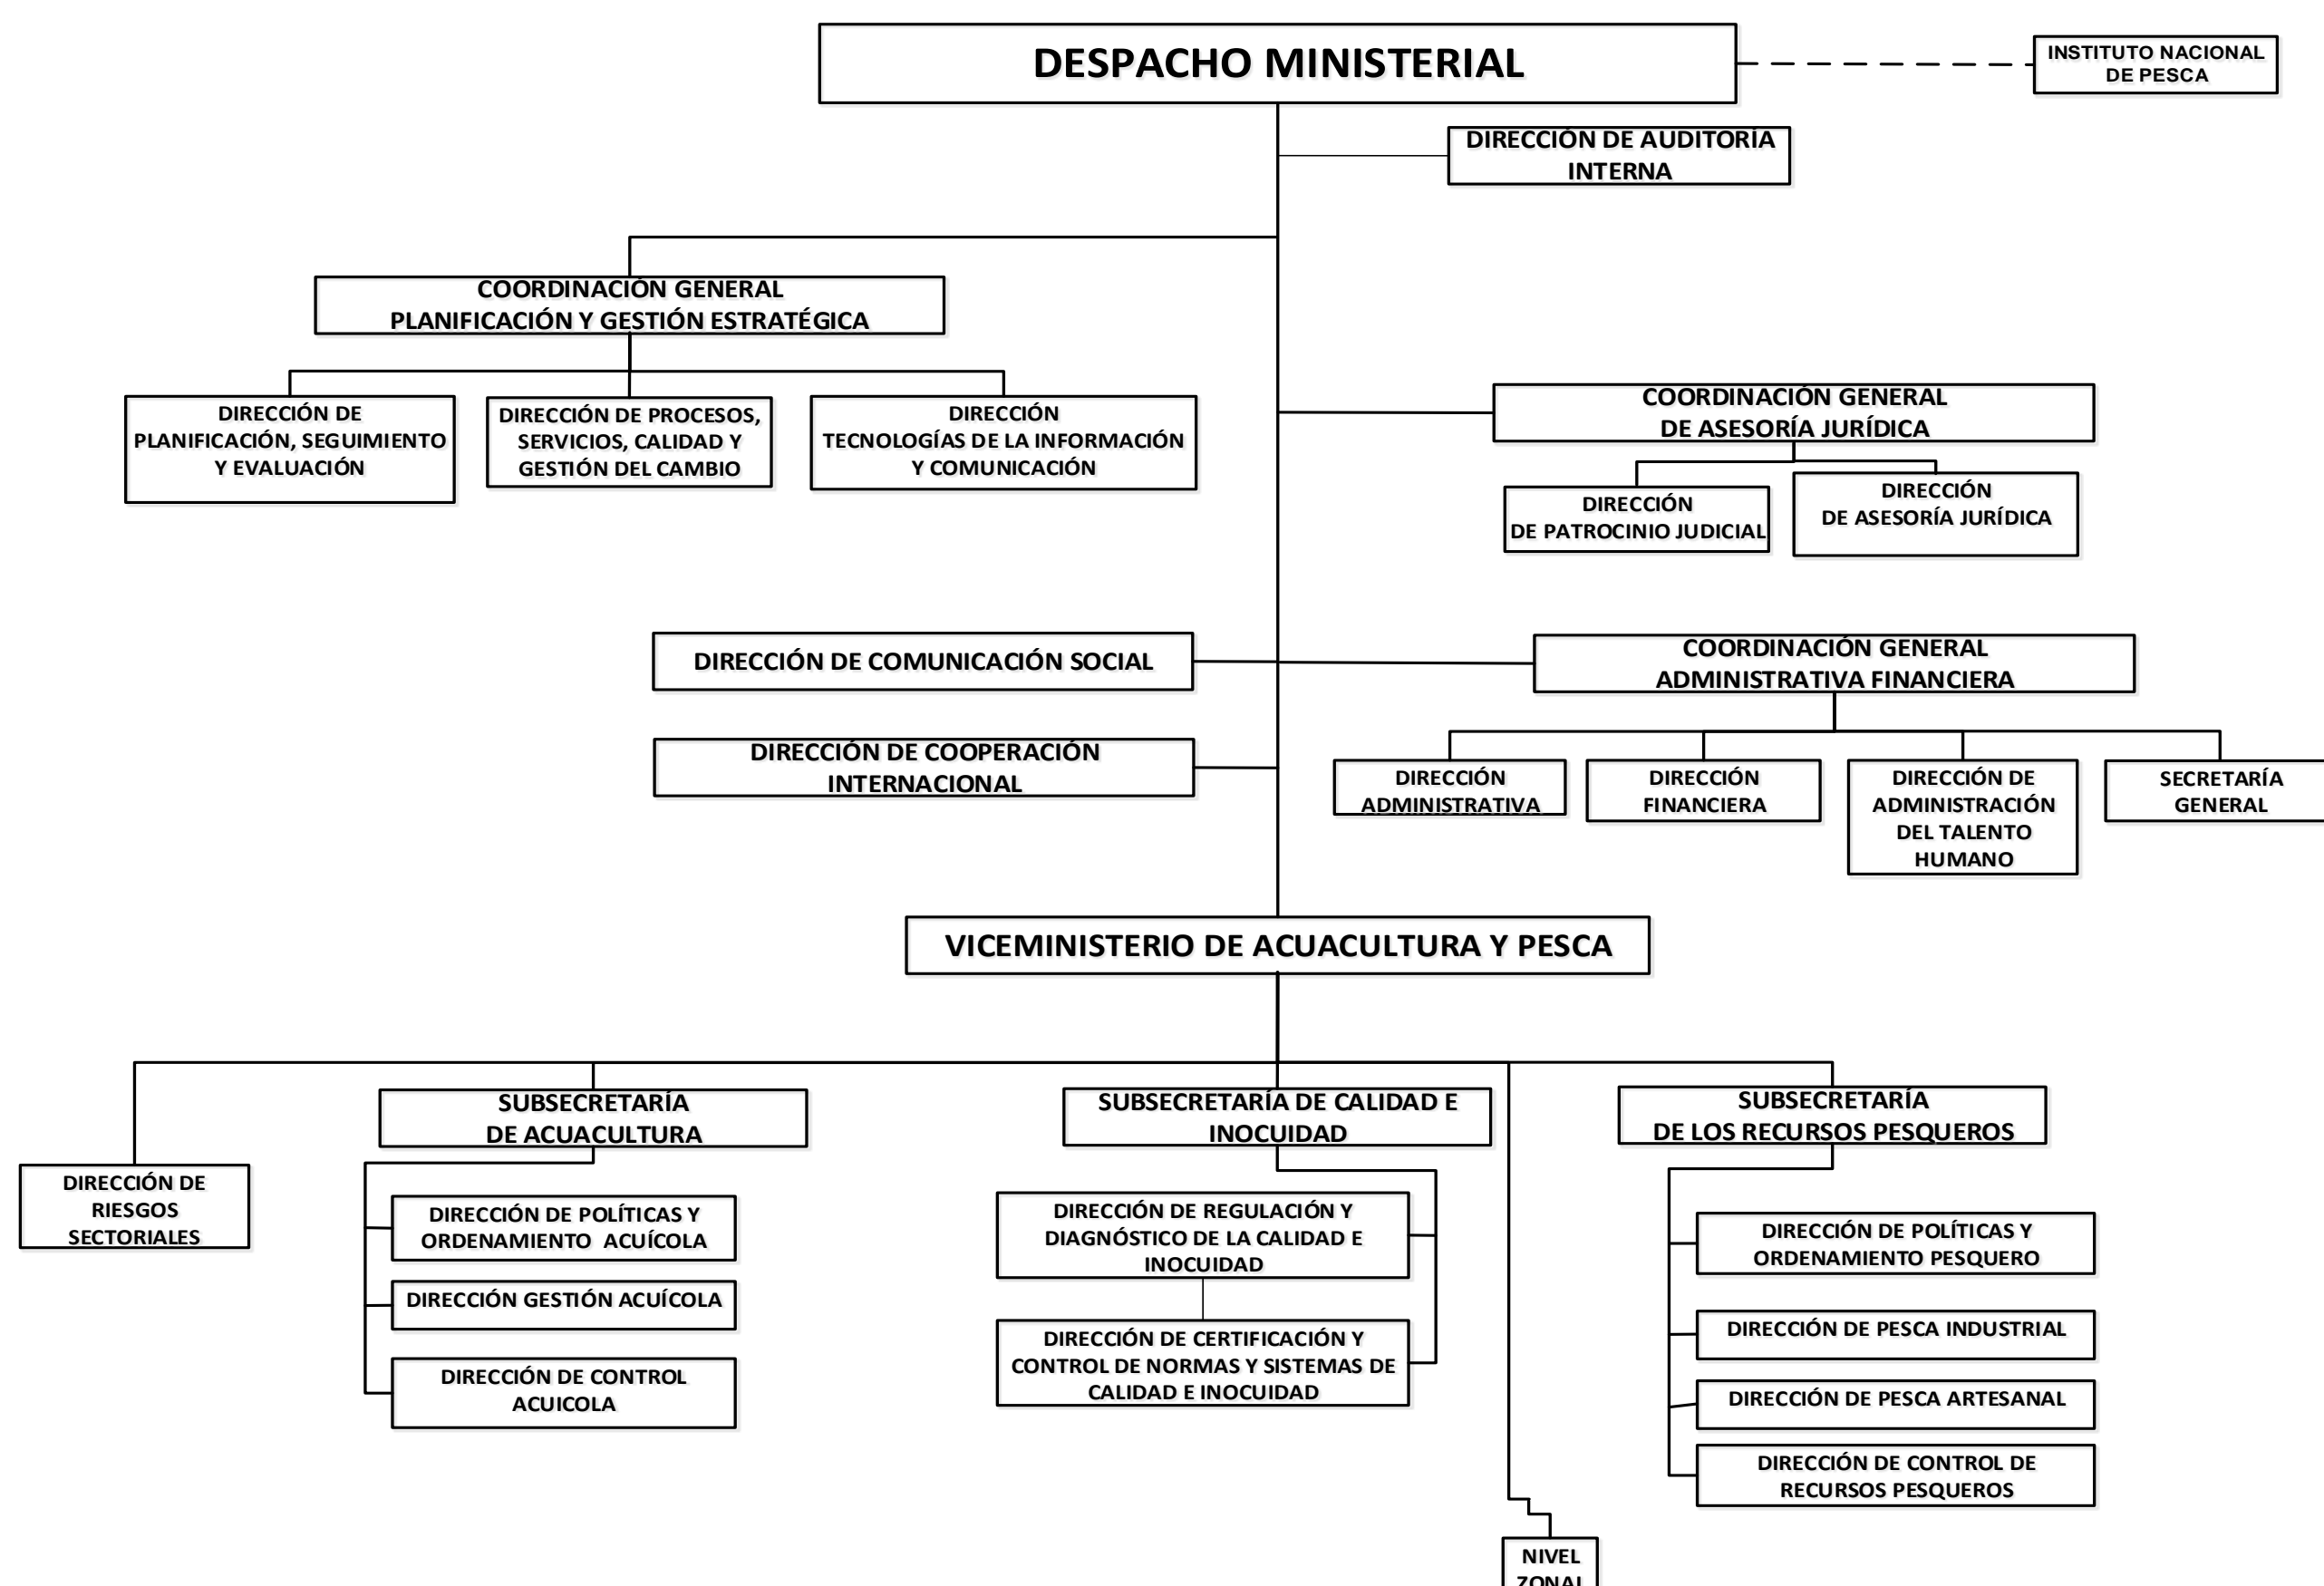 DESPACHO MINISTERIAL
INSTITUTO NACIONAL
DE PESCA
DIRECCIÓN DE AUDITORÍA
INTERNA
COORDINACIÓN GENERAL
PLANIFICACIÓN Y GESTIÓN ESTRATÉGICA
DIRECCIÓN DE
PLANIFICACIÓN, SEGUIMIENTO
Y EVALUACIÓN
DIRECCIÓN DE PROCESOS,
SERVICIOS, CALIDAD Y
GESTIÓN DEL CAMBIO
DIRECCIÓN
TECNOLOGÍAS DE LA INFORMACIÓN
Y COMUNICACIÓN
COORDINACIÓN GENERAL
DE ASESORÍA JURÍDICA
DIRECCIÓN
DE PATROCINIO JUDICIAL
DIRECCIÓN
DE ASESORÍA JURÍDICA
DIRECCIÓN DE COMUNICACIÓN SOCIAL
COORDINACIÓN GENERAL
ADMINISTRATIVA FINANCIERA
DIRECCIÓN DE COOPERACIÓN
INTERNACIONAL
DIRECCIÓN
ADMINISTRATIVA
DIRECCIÓN
FINANCIERA
DIRECCIÓN DE
ADMINISTRACIÓN
DEL TALENTO
HUMANO
SECRETARÍA
GENERAL
VICEMINISTERIO DE ACUACULTURA Y PESCA
DIRECCIÓN DE
RIESGOS
SECTORIALES
SUBSECRETARÍA
DE ACUACULTURA
DIRECCIÓN DE POLÍTICAS Y
ORDENAMIENTO ACUÍCOLA
DIRECCIÓN GESTIÓN ACUÍCOLA
DIRECCIÓN DE CONTROL
ACUICOLA
SUBSECRETARÍA DE CALIDAD E
INOCUIDAD
DIRECCIÓN DE REGULACIÓN Y
DIAGNÓSTICO DE LA CALIDAD E
INOCUIDAD
DIRECCIÓN DE CERTIFICACIÓN Y
CONTROL DE NORMAS Y SISTEMAS DE
CALIDAD E INOCUIDAD
SUBSECRETARÍA
DE LOS RECURSOS PESQUEROS
DIRECCIÓN DE POLÍTICAS Y
ORDENAMIENTO PESQUERO
DIRECCIÓN DE PESCA INDUSTRIAL
DIRECCIÓN DE PESCA ARTESANAL
DIRECCIÓN DE CONTROL DE
RECURSOS PESQUEROS
NIVEL
ZONAL